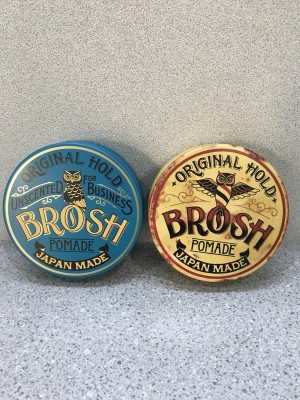 ORIGINAL HOLD
UNSCENTED FOR BUSINESS
BROSH
POMADE
JAPAN MADE
ORIGINAL HOLD
BROSH
POMADE
JAPAN MADE